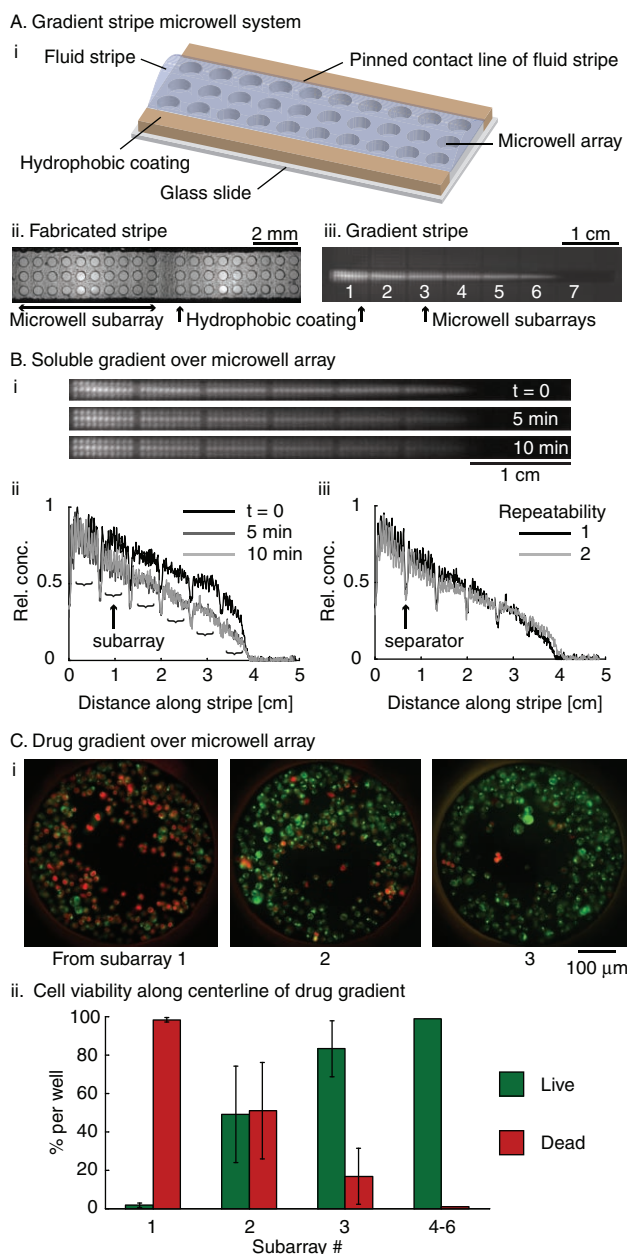 A. Gradient stripe microwell system
i
Fluid stripe
Pinned contact line of fluid stripe
Microwell array
Hydrophobic coating
Glass slide
ii. Fabricated stripe 2 mm
iii. Gradient stripe 1 cm
1 2 3 4 5 6 7
Microwell subarray Hydrophobic coating Microwell subarrays
B. Soluble gradient over microwell array
i
t = 0
5 min
10 min
1 cm
ii
1
0.5
0
Rel. conc.
t = 0
5 min
10 min
subarray
0 1 2 3 4 5
Distance along stripe [cm]
iii
1
0.5
0
Rel. conc.
Repeatability
1
2
separator
0 1 2 3 4 5
Distance along stripe [cm]
C. Drug gradient over microwell array
i
From subarray 1 2 3
100 μm
ii. Cell viability along centerline of drug gradient
100
80
60
40
20
0
% per well
Live
Dead
1 2 3 4-6
Subarray #